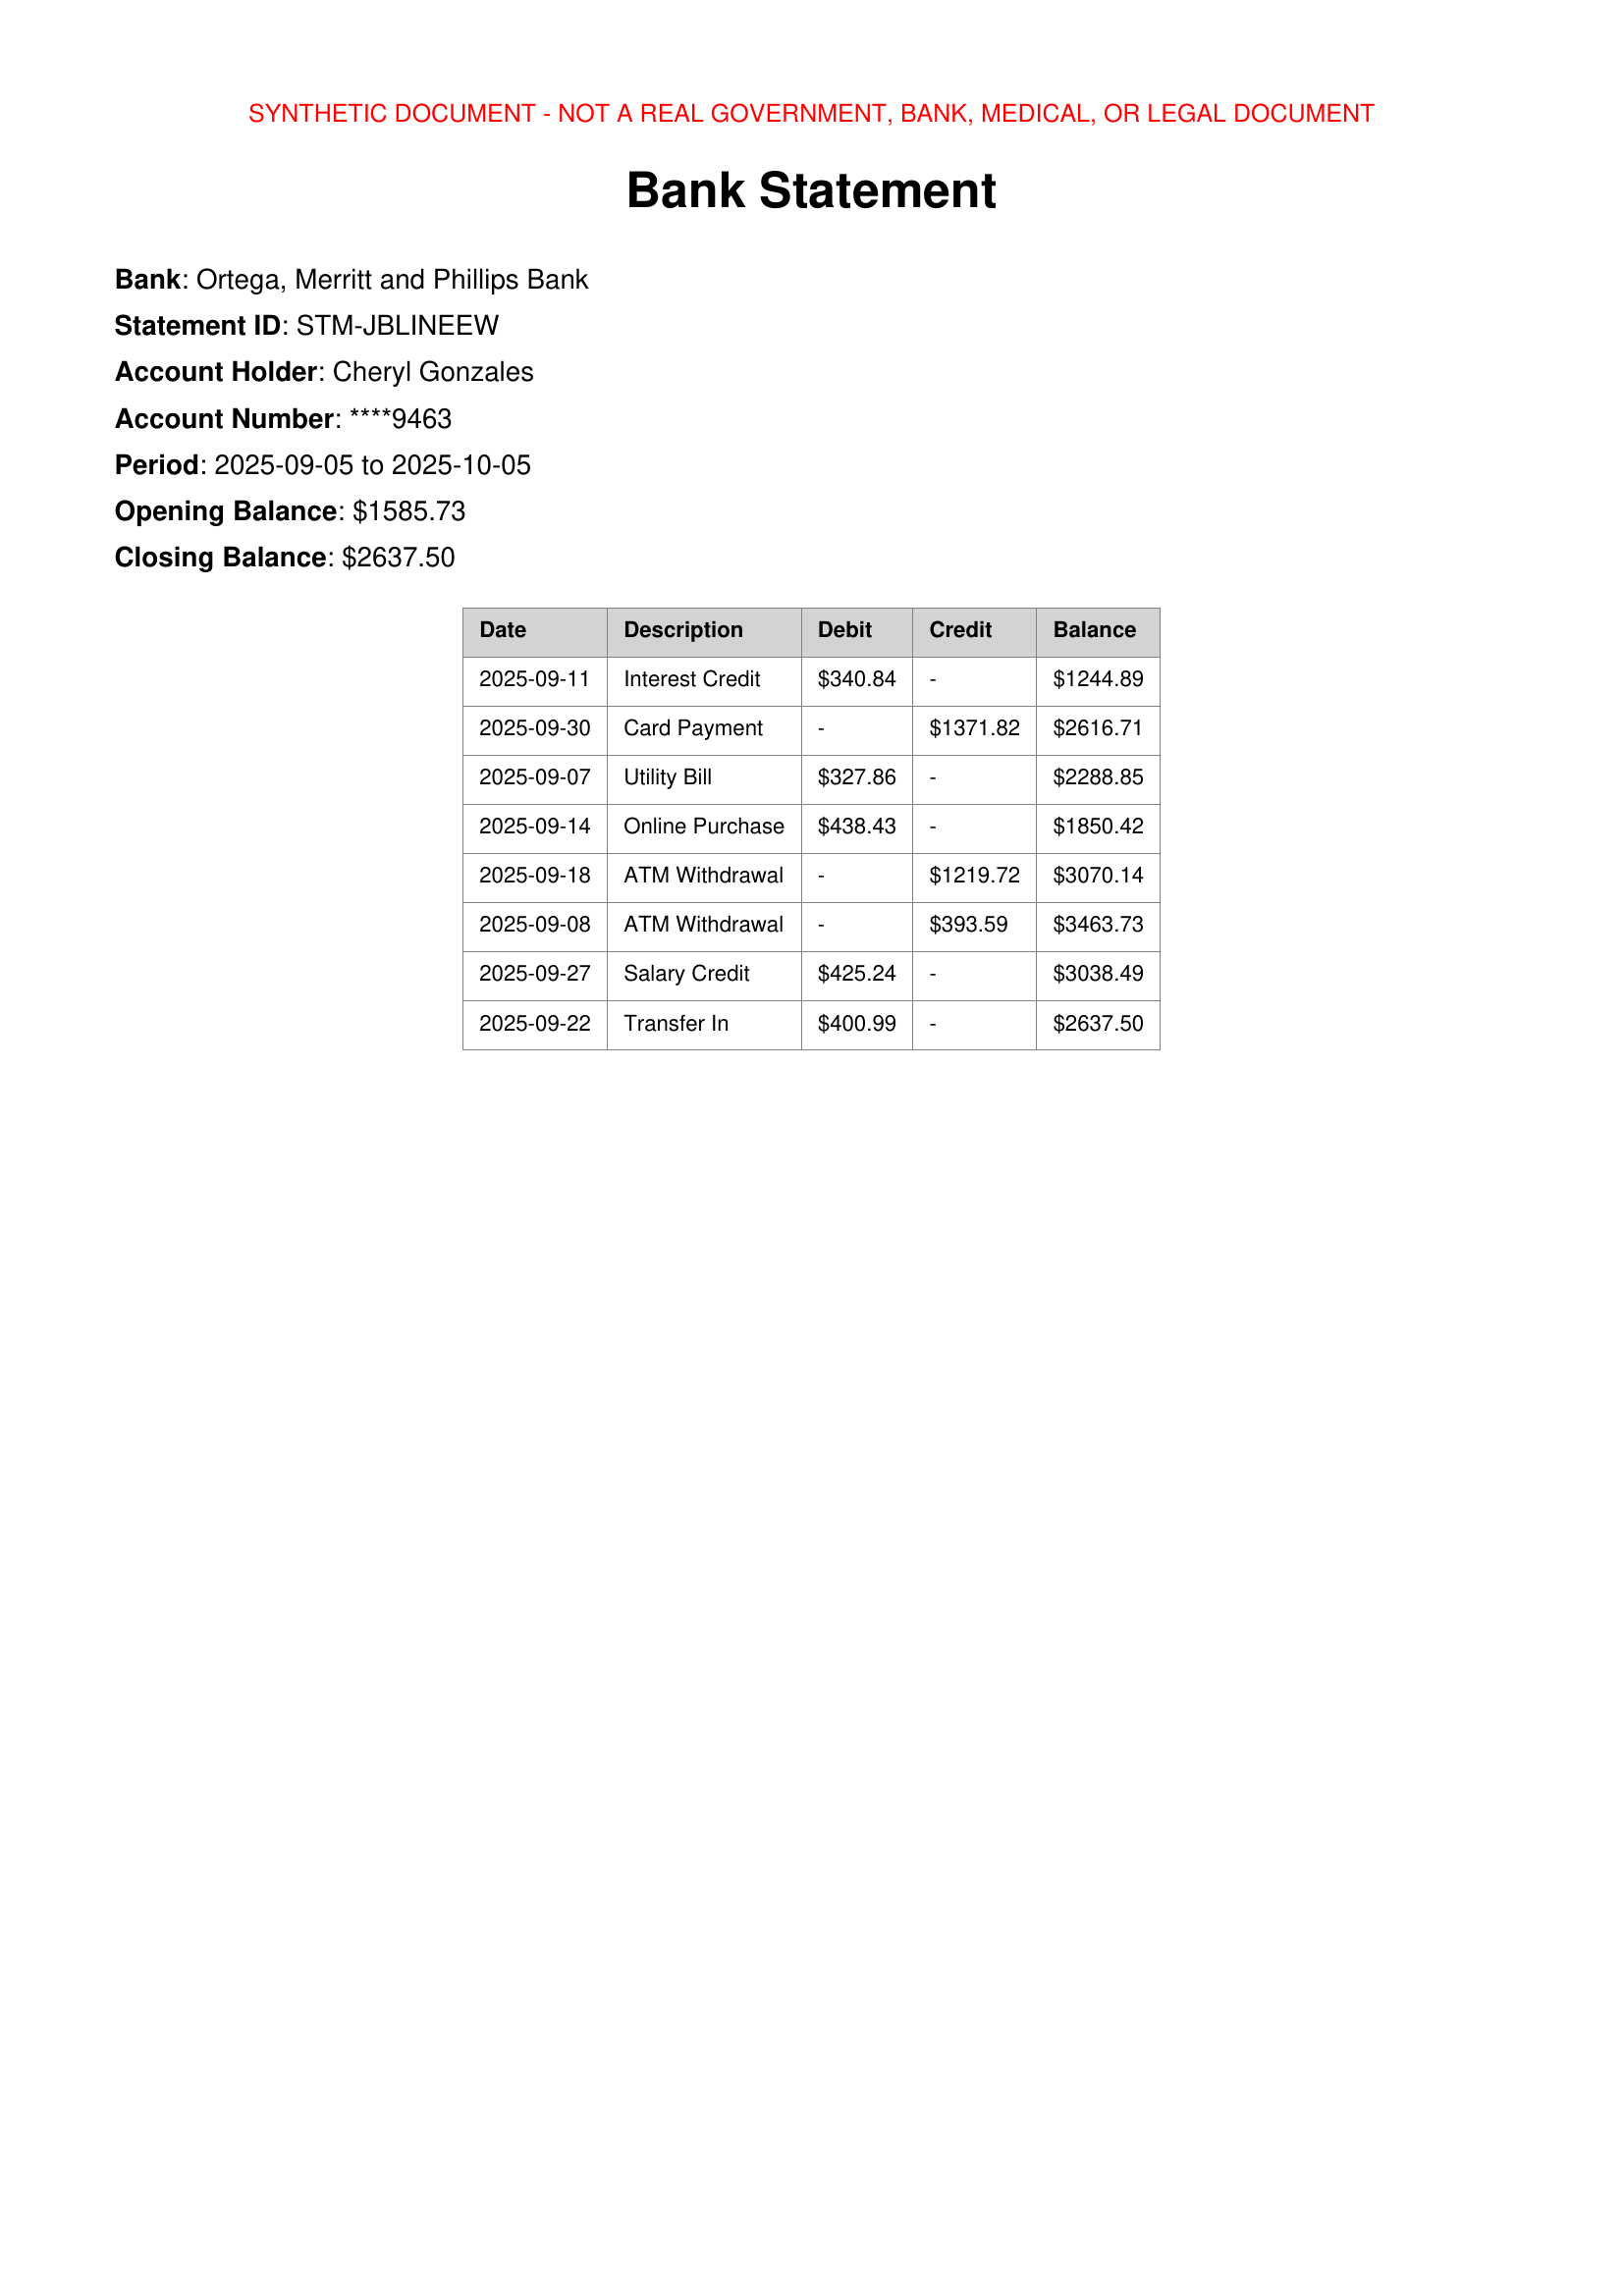 SYNTHETIC DOCUMENT - NOT A REAL GOVERNMENT, BANK, MEDICAL, OR LEGAL DOCUMENT
Bank Statement
Bank: Ortega, Merritt and Phillips Bank
Statement ID: STM-JBLINEEW
Account Holder: Cheryl Gonzales
Account Number: ****9463
Period: 2025-09-05 to 2025-10-05
Opening Balance: $1585.73
Closing Balance: $2637.50
Date Description Debit Credit Balance
2025-09-11 Interest Credit $340.84 - $1244.89
2025-09-30 Card Payment - $1371.82 $2616.71
2025-09-07 Utility Bill $327.86 - $2288.85
2025-09-14 Online Purchase $438.43 - $1850.42
2025-09-18 ATM Withdrawal - $1219.72 $3070.14
2025-09-08 ATM Withdrawal - $393.59 $3463.73
2025-09-27 Salary Credit $425.24 - $3038.49
2025-09-22 Transfer In $400.99 - $2637.50